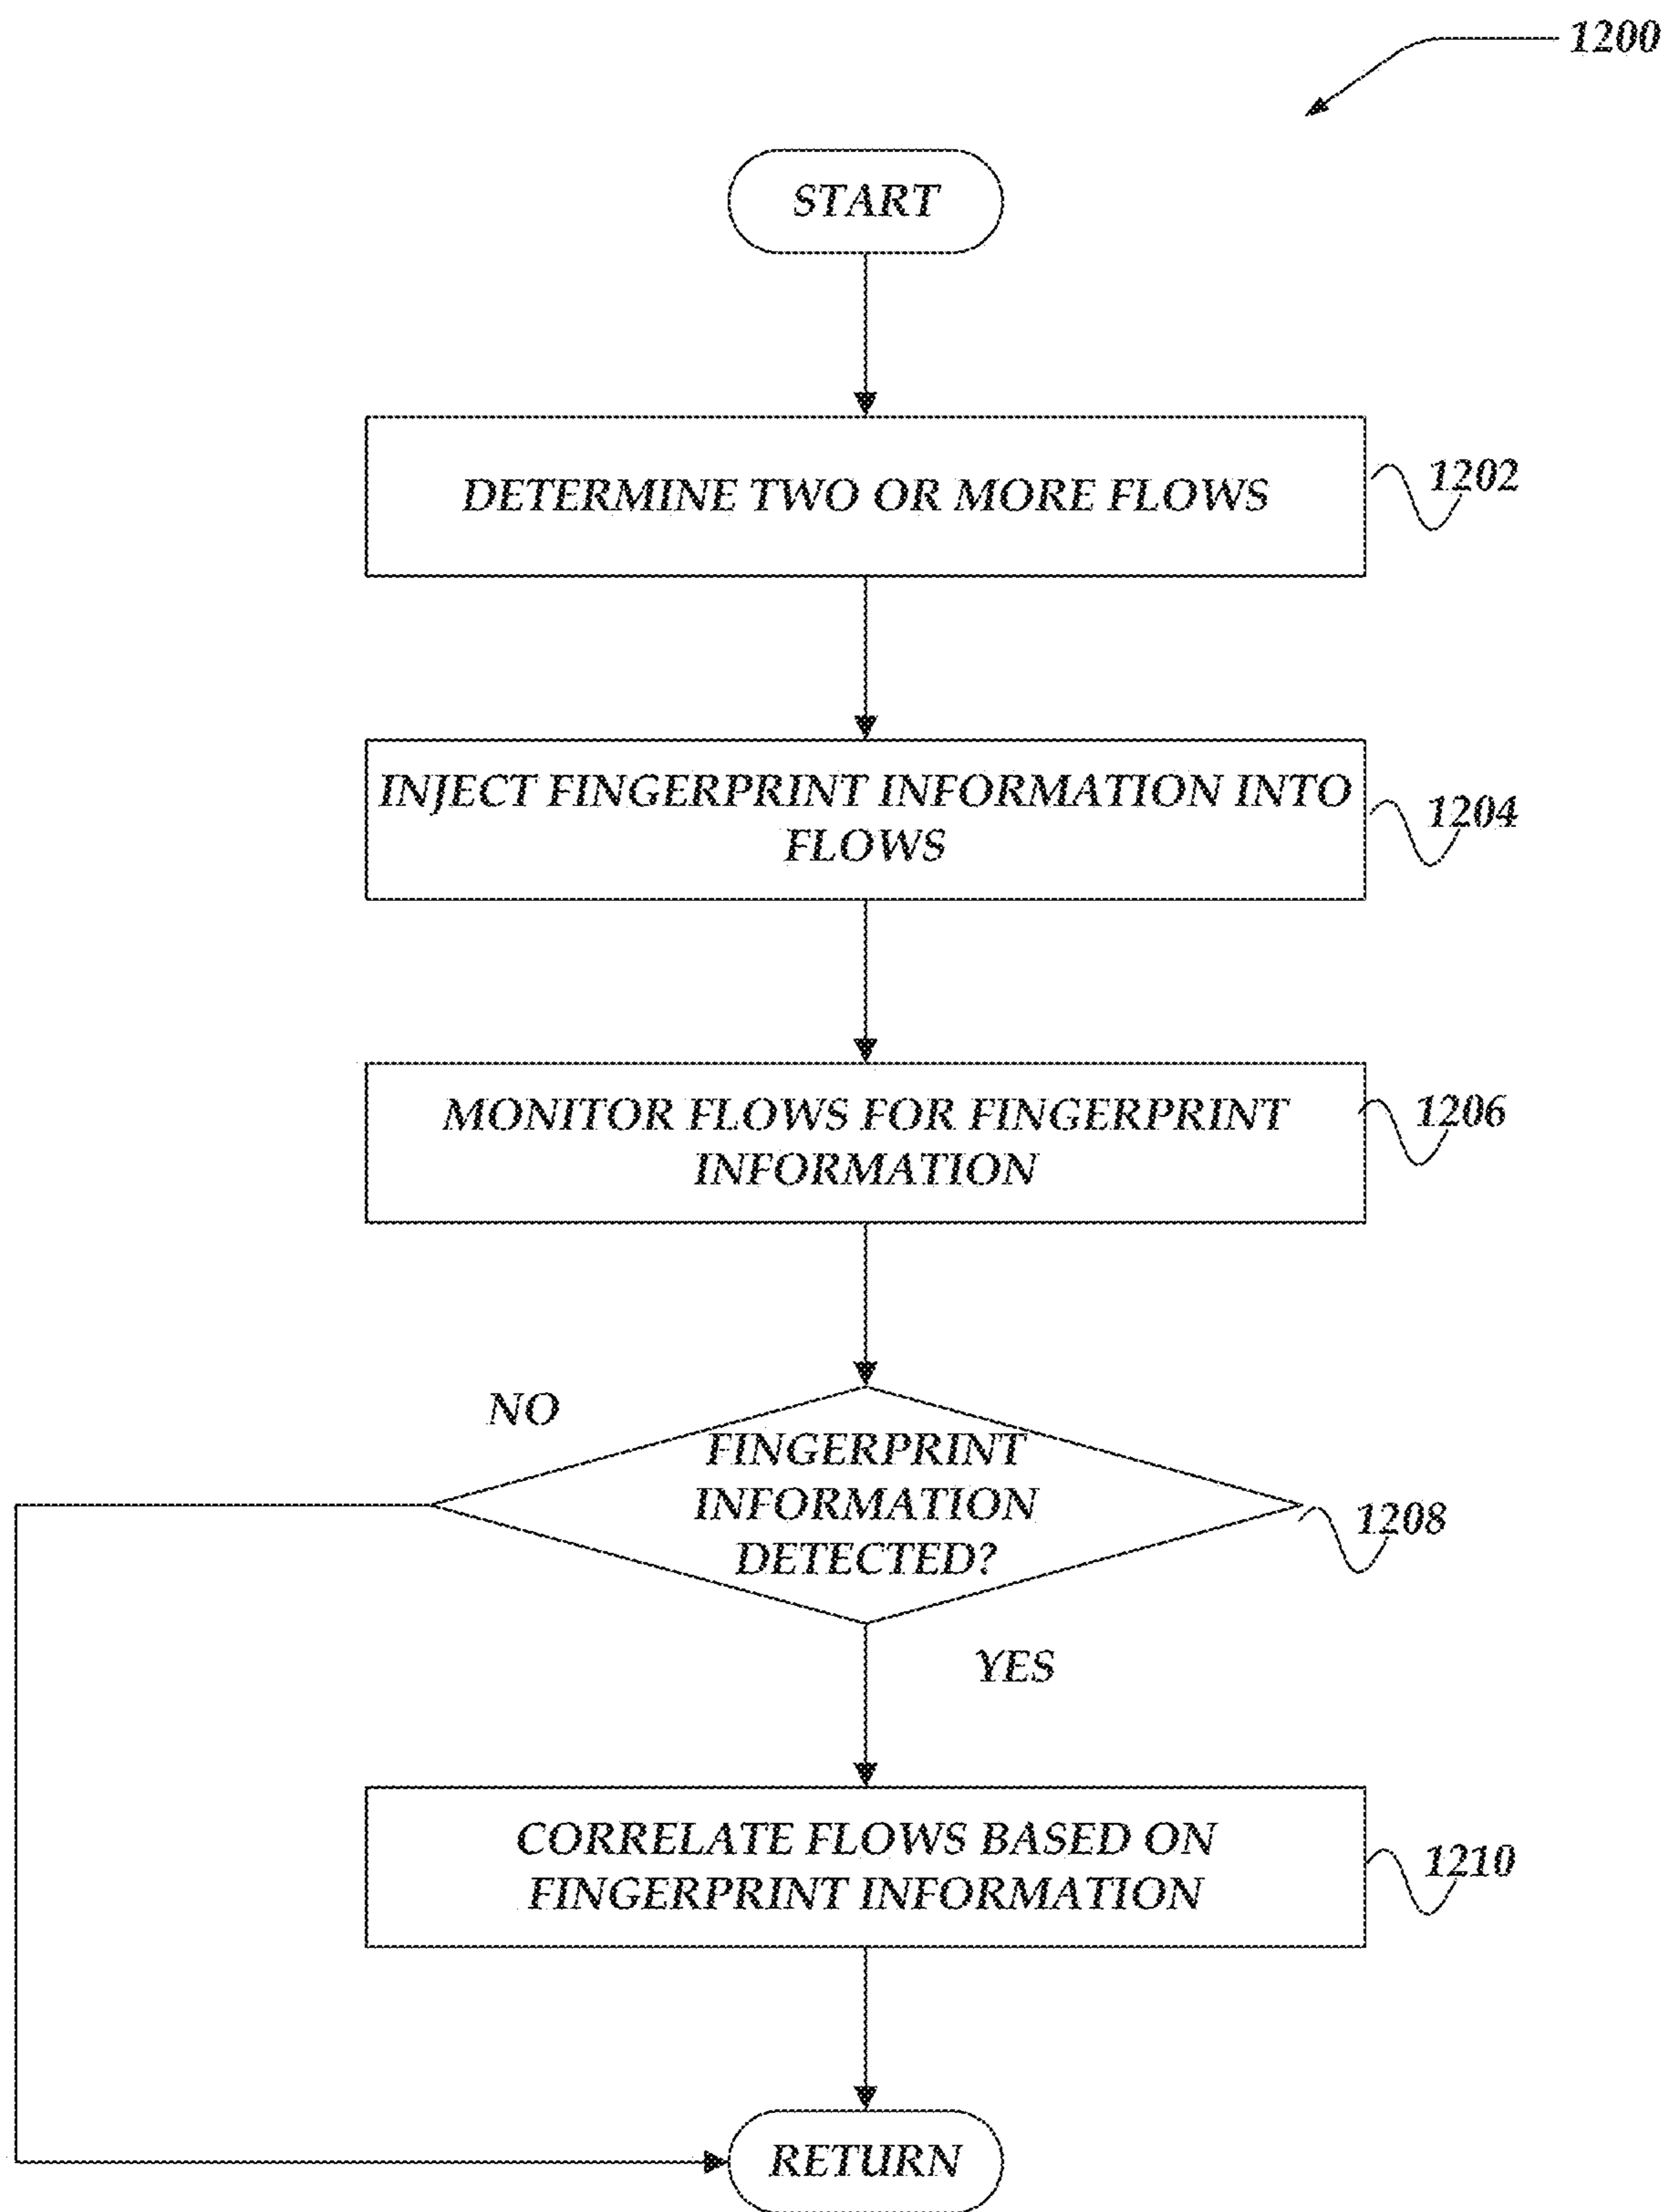 1200
START
DETERMINE TWO OR MORE FLOWS
1202
INJECT FINGERPRINT INFORMATION INTO
FLOWS
1204
MONITOR FLOWS FOR FINGERPRINT
INFORMATION
1206
NO
FINGERPRINT
INFORMATION
DETECTED?
1208
YES
CORRELATE FLOWS BASED ON
FINGERPRINT INFORMATION
1210
RETURN